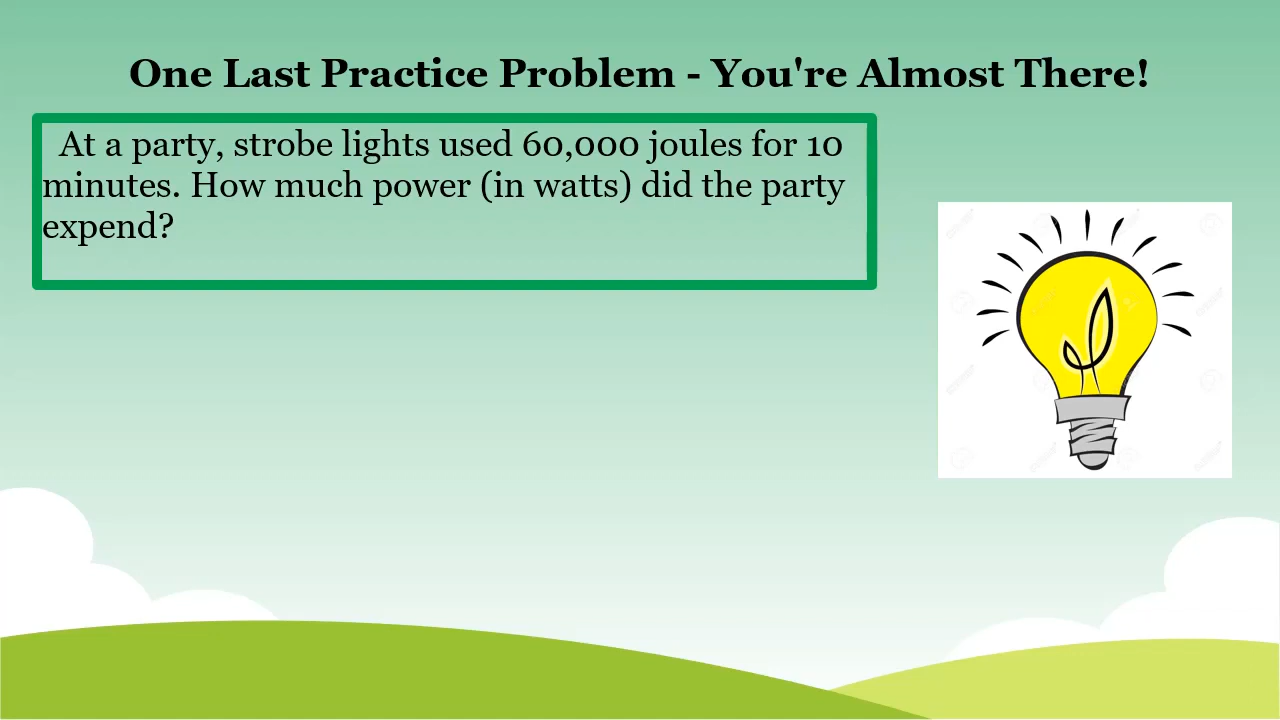 One Last Practice Problem - You're Almost There!
At a party, strobe lights used 60,000 joules for 10
minutes. How much power (in watts) did the party
expend?